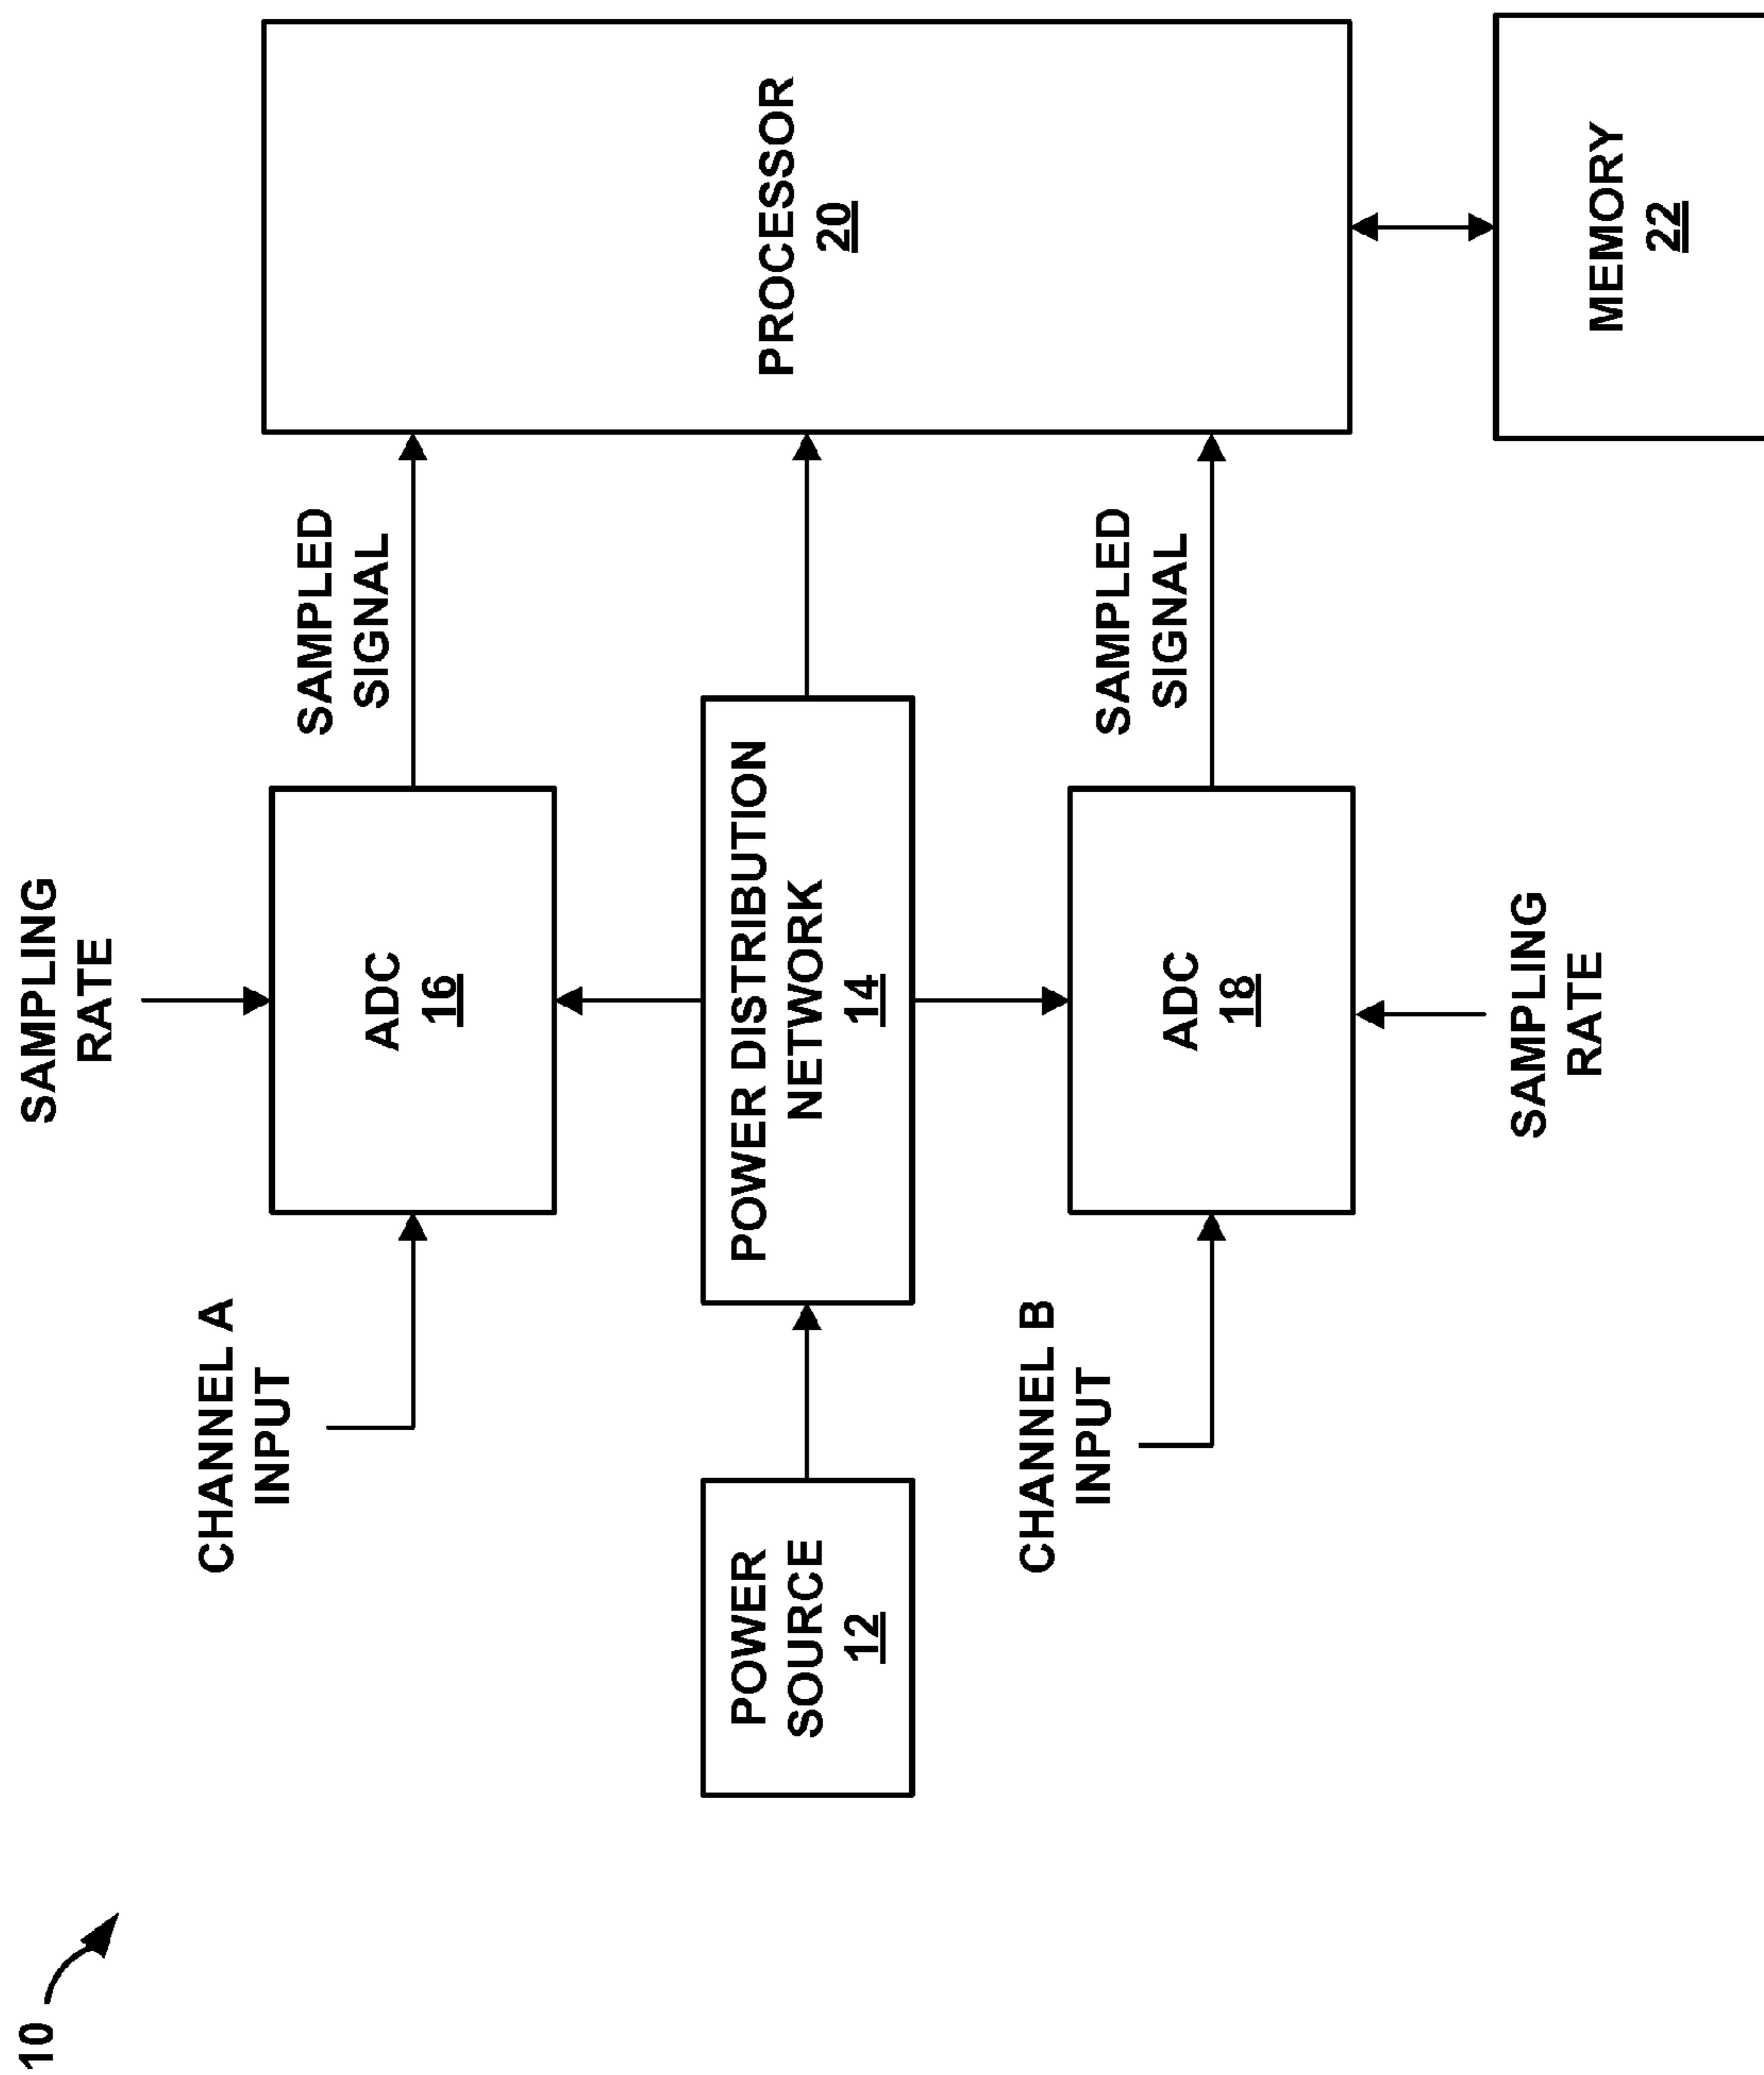 10
SAMPLING
RATE
CHANNEL A
INPUT
ADC
16
SAMPLED
SIGNAL
POWER
SOURCE
12
POWER DISTRIBUTION
NETWORK
14
PROCESSOR
20
CHANNEL B
INPUT
ADC
18
SAMPLED
SIGNAL
SAMPLING
RATE
MEMORY
22